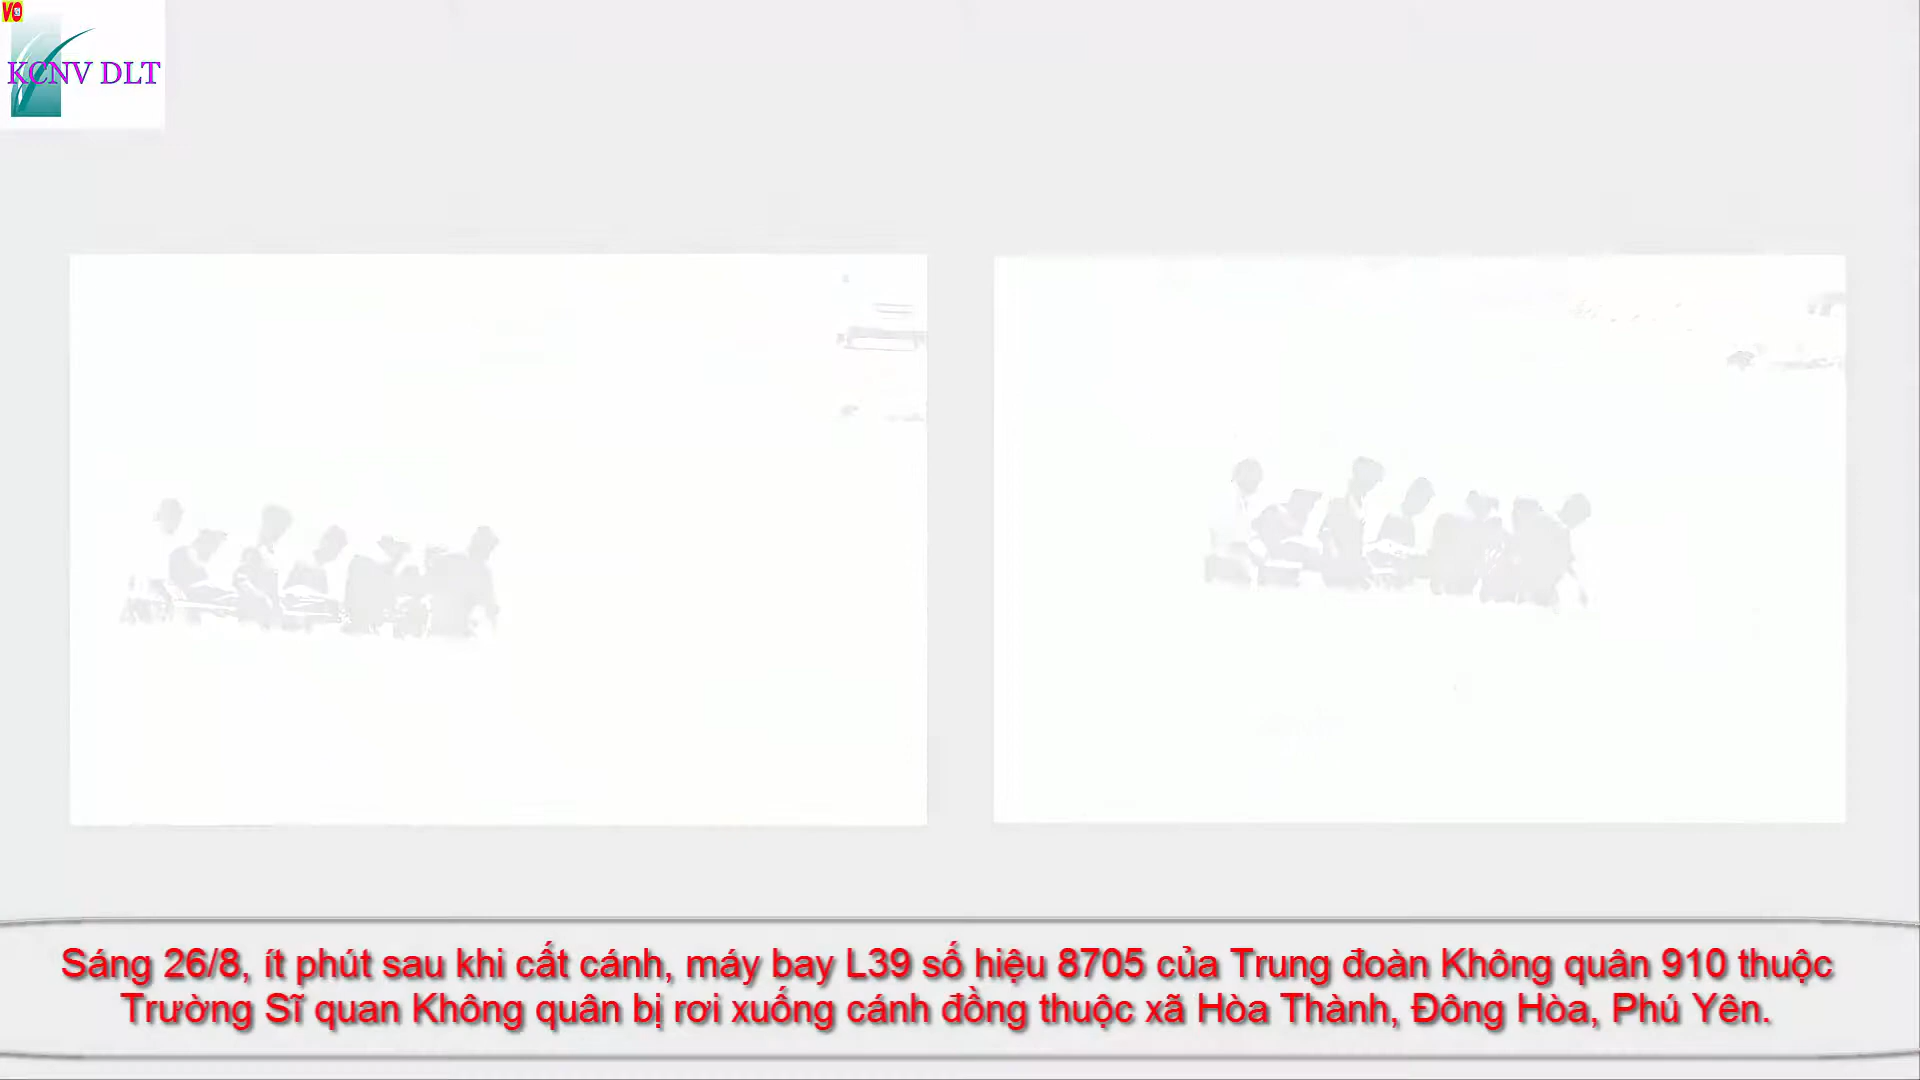 VO
KCNV DLT
Sáng 26/8, ít phút sau khi cất cánh, máy bay L39 số hiệu 8705 của Trung đoàn Không quân 910 thuộc
Trường Sĩ quan Không quân bị rơi xuống cánh đồng thuộc xã Hòa Thành, Đông Hòa, Phú Yên.